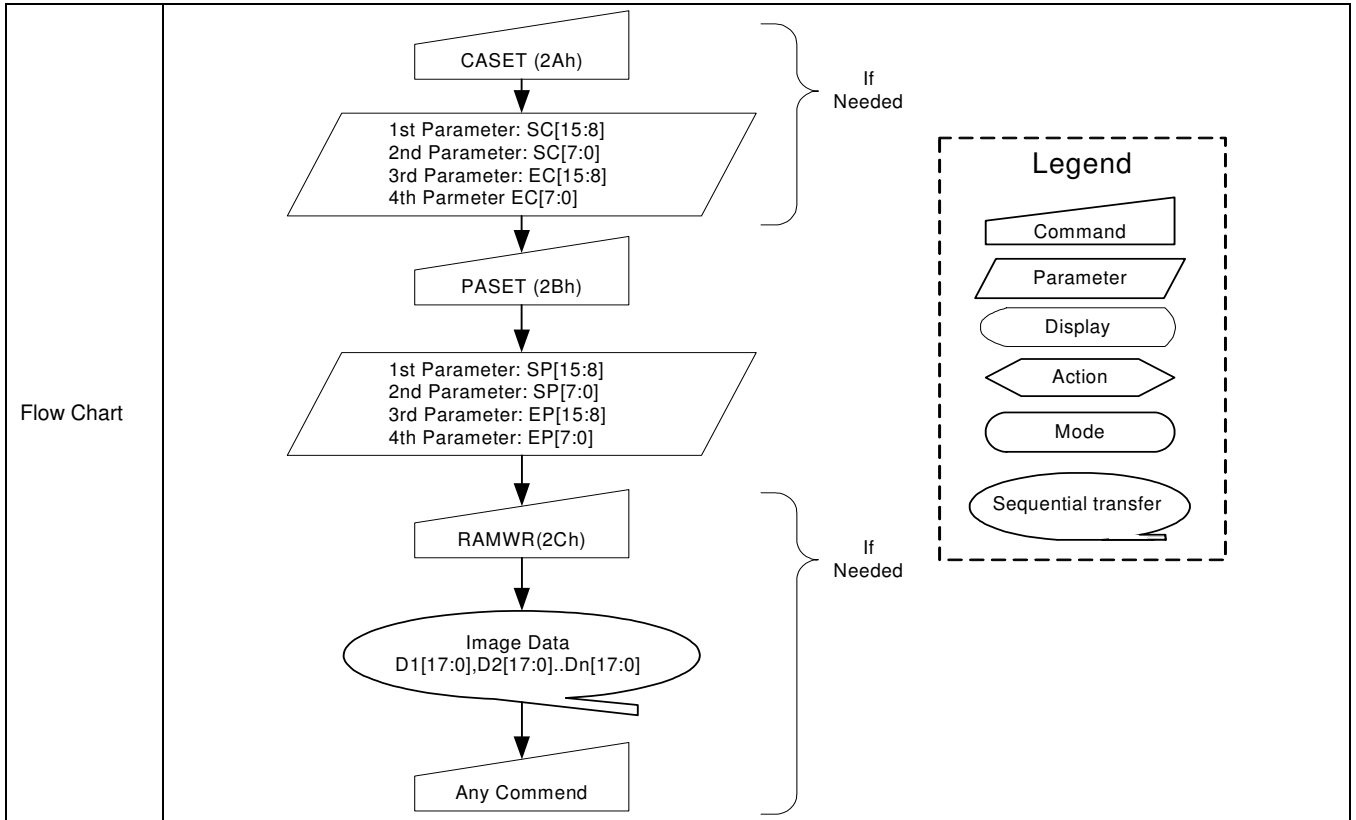 Flow Chart
CASET (2Ah)
1st Parameter: SC[15:8]
2nd Parameter: SC[7:0]
3rd Parameter: EC[15:8]
4th Parmeter EC[7:0]
If
Needed
PASET (2Bh)
1st Parameter: SP[15:8]
2nd Parameter: SP[7:0]
3rd Parameter: EP[15:8]
4th Parameter: EP[7:0]
RAMWR(2Ch)
Image Data
D1[17:0],D2[17:0]..Dn[17:0]
Any Commend
If
Needed
Legend
Command
Parameter
Display
Action
Mode
Sequential transfer